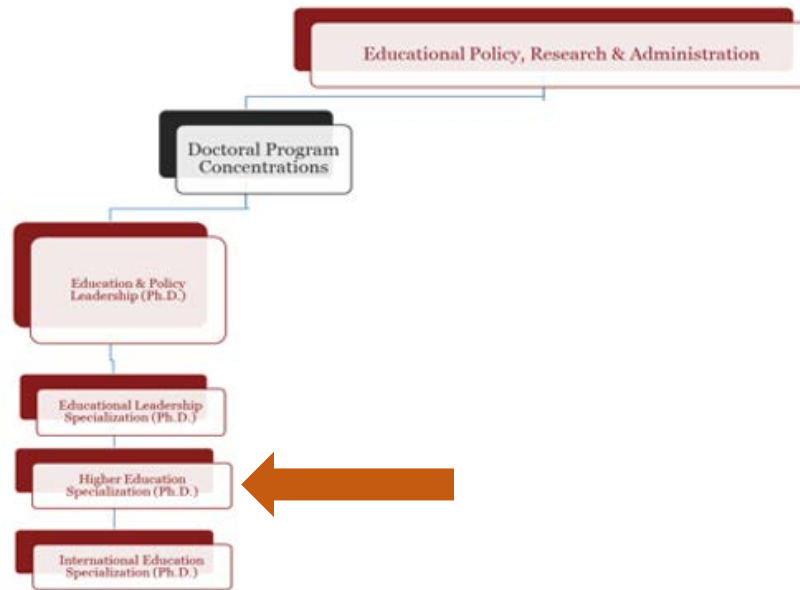 Educational Policy, Research & Administration
Doctoral Program
Concentrations
Education & Policy
Leadership (Ph.D.)
Educational Leadership
Specialization (Ph.D.)
Higher Education
Specialization (Ph.D.)
International Education
Specialization (Ph.D.)